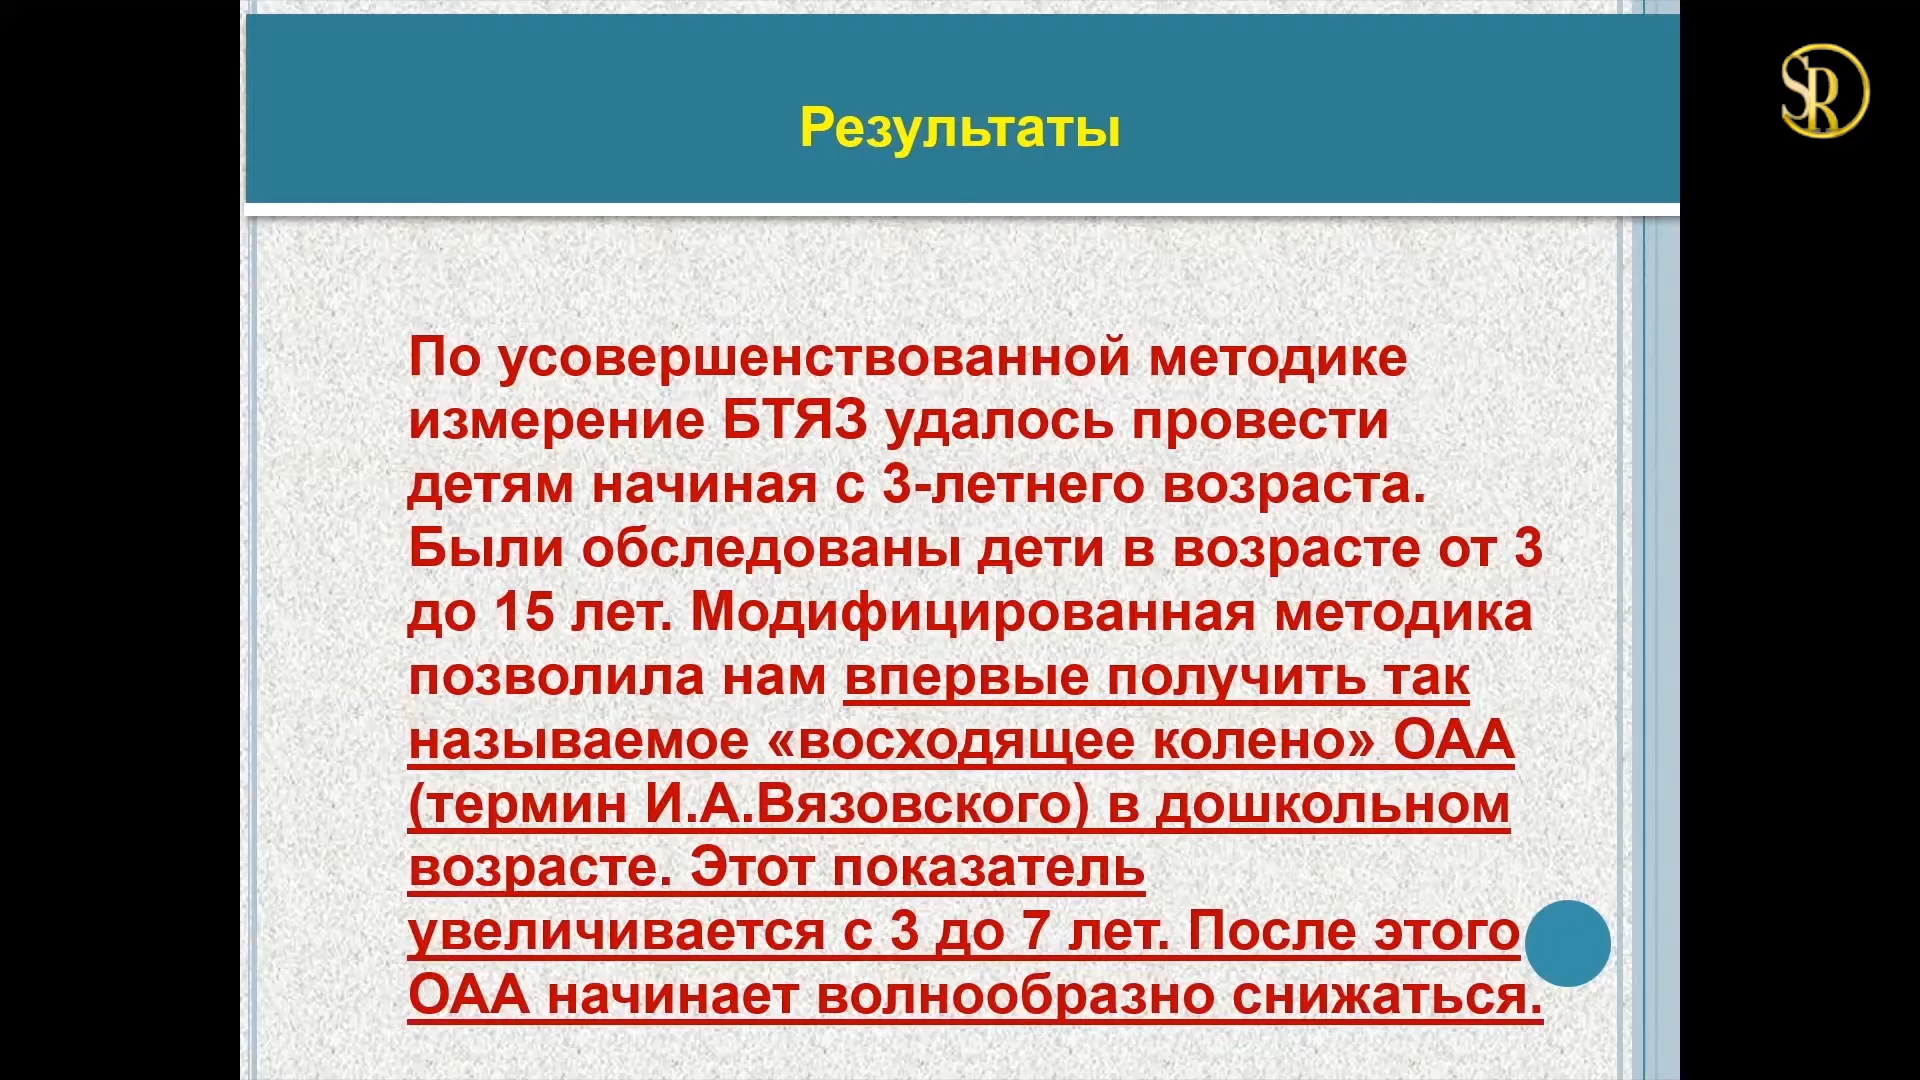 Результаты
SR
По усовершенствованной методике
измерение БТЯЗ удалось провести
детям начиная с 3-летнего возраста.
Были обследованы дети в возрасте от 3
до 15 лет. Модифицированная методика
позволила нам впервые получить так
называемое «восходящее колено» ОАА
(термин И.А.Вязовского) в дошкольном
возрасте. Этот показатель
увеличивается с 3 до 7 лет. После этого
ОАА начинает волнообразно снижаться.